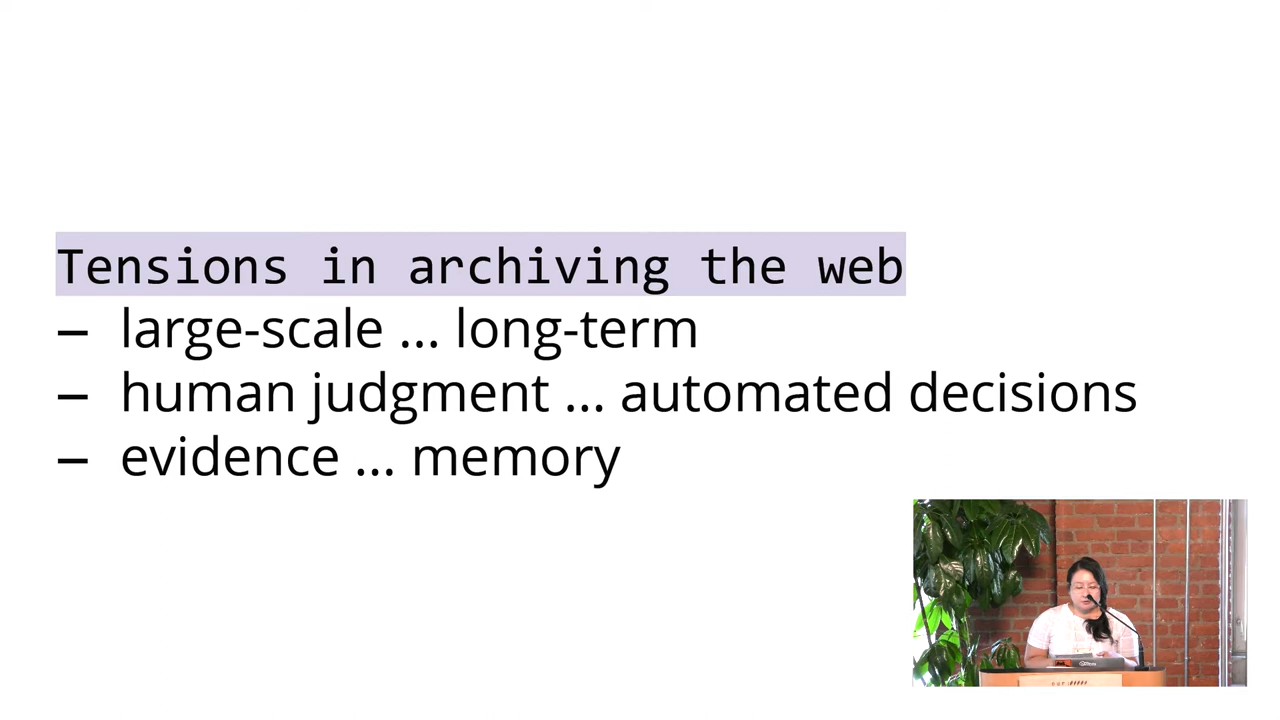 Tensions in archiving the web
– large-scale ... long-term
– human judgment ... automated decisions
– evidence ... memory